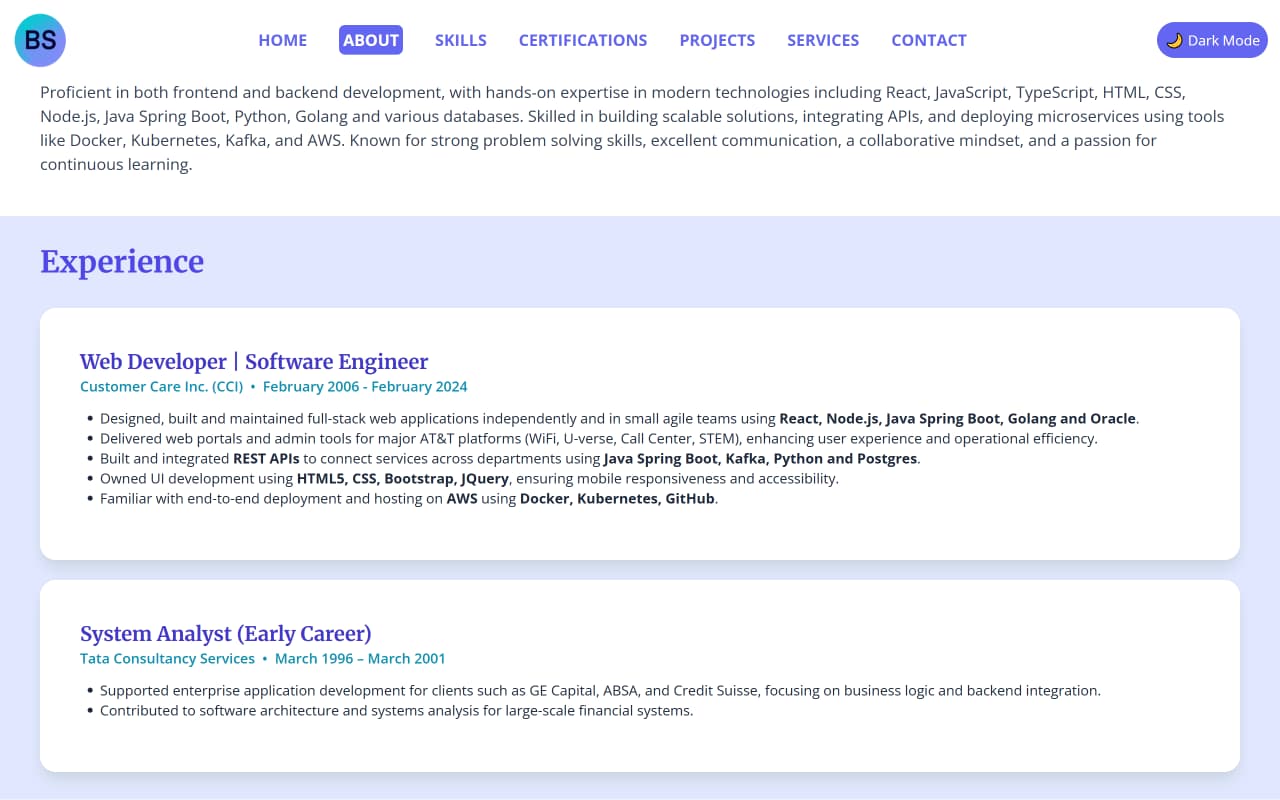 BS
HOME ABOUT SKILLS CERTIFICATIONS PROJECTS SERVICES CONTACT
🌙 Dark Mode
Proficient in both frontend and backend development, with hands-on expertise in modern technologies including React, JavaScript, TypeScript, HTML, CSS,
Node.js, Java Spring Boot, Python, Golang and various databases. Skilled in building scalable solutions, integrating APIs, and deploying microservices using tools
like Docker, Kubernetes, Kafka, and AWS. Known for strong problem solving skills, excellent communication, a collaborative mindset, and a passion for
continuous learning.
Experience
Web Developer | Software Engineer
Customer Care Inc. (CCI) • February 2006 - February 2024
• Designed, built and maintained full-stack web applications independently and in small agile teams using React, Node.js, Java Spring Boot, Golang and Oracle.
• Delivered web portals and admin tools for major AT&T platforms (WiFi, U-verse, Call Center, STEM), enhancing user experience and operational efficiency.
• Built and integrated REST APIs to connect services across departments using Java Spring Boot, Kafka, Python and Postgres.
• Owned UI development using HTML5, CSS, Bootstrap, JQuery, ensuring mobile responsiveness and accessibility.
• Familiar with end-to-end deployment and hosting on AWS using Docker, Kubernetes, GitHub.
System Analyst (Early Career)
Tata Consultancy Services • March 1996 – March 2001
• Supported enterprise application development for clients such as GE Capital, ABSA, and Credit Suisse, focusing on business logic and backend integration.
• Contributed to software architecture and systems analysis for large-scale financial systems.